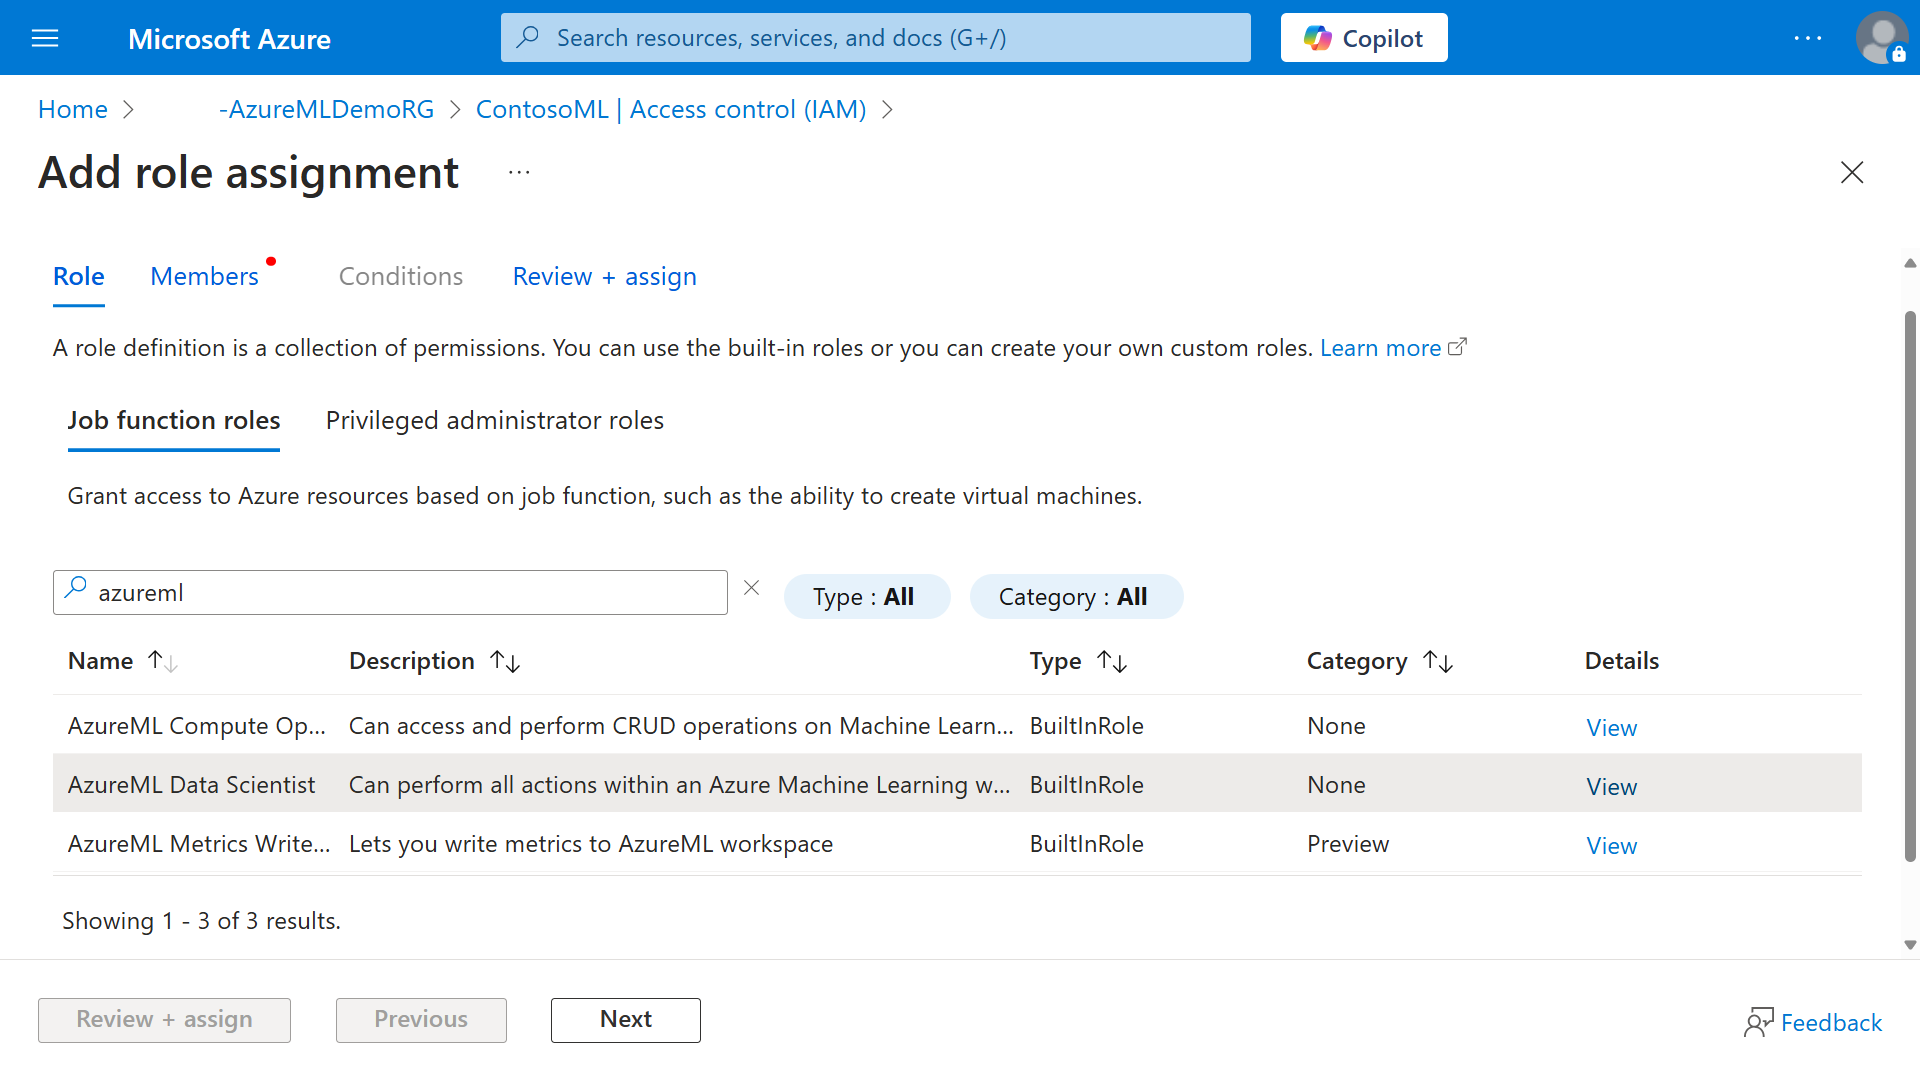 Microsoft Azure
Search resources, services, and docs (G+/)
Copilot
Home > -AzureMLDemoRG > ContosoML | Access control (IAM) >
Add role assignment ...
Role Members Conditions Review + assign
A role definition is a collection of permissions. You can use the built-in roles or you can create your own custom roles. Learn more
Job function roles Privileged administrator roles
Grant access to Azure resources based on job function, such as the ability to create virtual machines.
azureml
Type : All Category : All
Name Description Type Category Details
AzureML Compute Op... Can access and perform CRUD operations on Machine Learn... BuiltInRole None View
AzureML Data Scientist Can perform all actions within an Azure Machine Learning w... BuiltInRole None View
AzureML Metrics Write... Lets you write metrics to AzureML workspace BuiltInRole Preview View
Showing 1 - 3 of 3 results.
Review + assign Previous Next Feedback